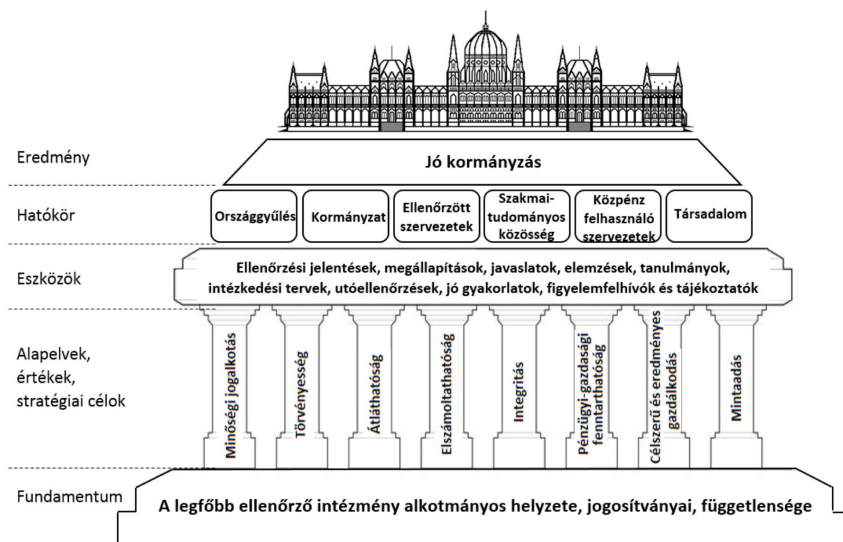 Eredmény
Jó kormányzás
Hatókör
Országgyűlés
Kormányzat
Ellenőrzött
szervezetek
Szakmai-
tudományos
közösség
Közpénz
felhasználó
szervezetek
Társadalom
Eszközök
Ellenőrzési jelentések, megállapítások, javaslatok, elemzések, tanulmányok,
intézkedési tervek, utóellenőrzések, jó gyakorlatok, figyelemfelhívók és tájékoztatók
Alapelvek,
értékek,
stratégiai célok
Minőségi jogalkotás
Törvényesség
Átláthatóság
Elszámoltathatóság
Integritás
Pénzügyi-gazdasági
fenntarthatóság
Célszerű és eredményes
gazdálkodás
Mintaadás
Fundamentum
A legfőbb ellenőrző intézmény alkotmányos helyzete, jogosítványai, függetlensége